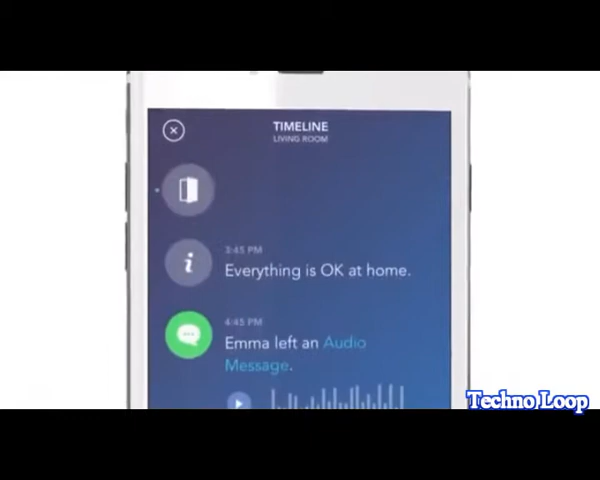 TIMELINE
LIVING ROOM
3:45 PM
Everything is OK at home.
4:45 PM
Emma left an Audio
Message.
Techno Loop